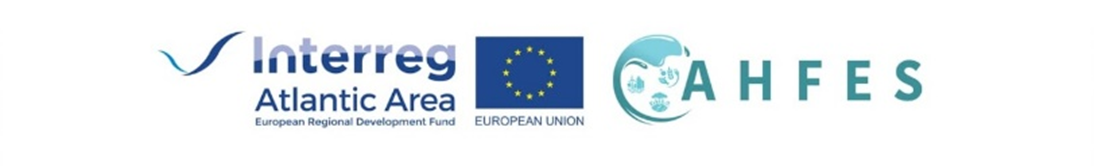 Interreg
Atlantic Area
European Regional Development Fund
EUROPEAN UNION
AHFES